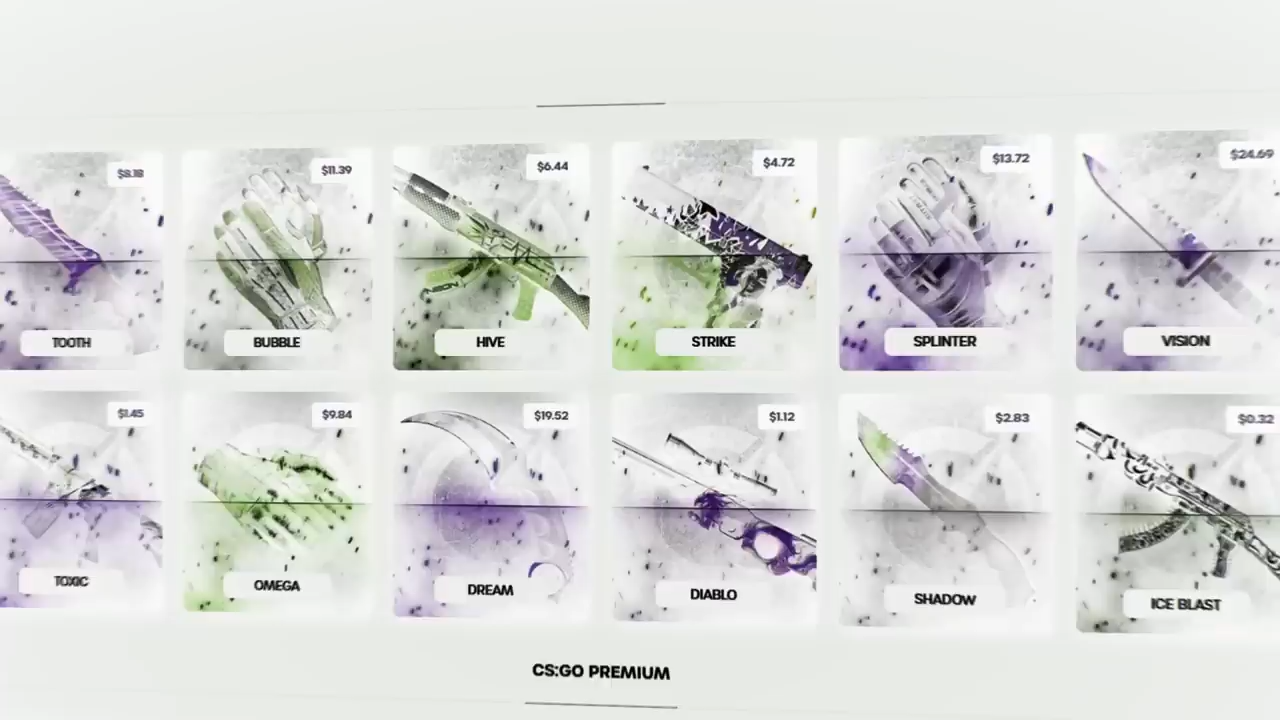 $8.18
$11.39
$6.44
$4.72
$13.72
$24.69
TOOTH
BUBBLE
HIVE
STRIKE
SPLINTER
VISION
$1.45
$9.84
$19.52
$1.12
$2.83
$0.32
TOXIC
OMEGA
DREAM
DIABLO
SHADOW
ICE BLAST
CS:GO PREMIUM